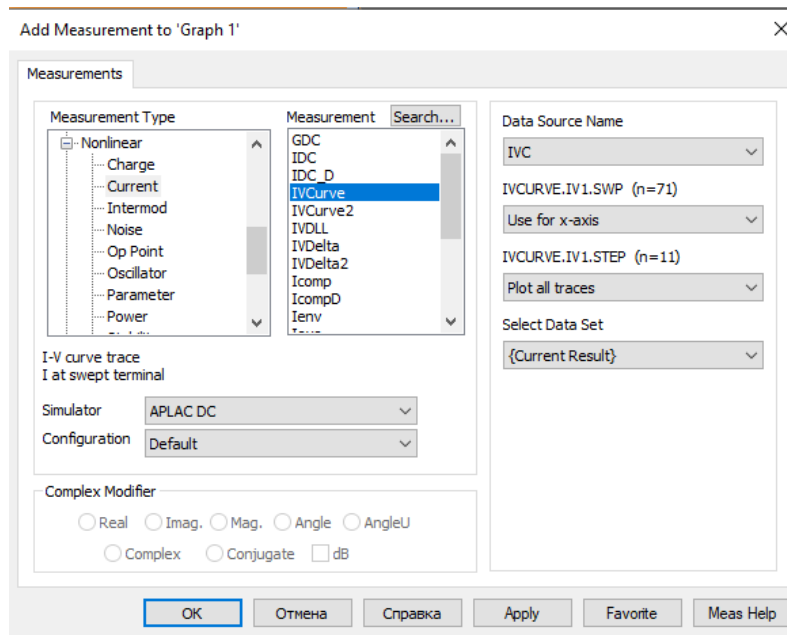 Add Measurement to 'Graph 1'
Measurements
Measurement Type
Nonlinear
Charge
Current
Intermod
Noise
Op Point
Oscillator
Parameter
Power
Measurement
Search...
GDC
IDC
IDC_D
IVCurve
IVCurve2
IVDLL
IVDelta
IVDelta2
Icomp
IcompD
Ienv
I-V curve trace
I at swept terminal
Simulator
APLAC DC
Configuration
Default
Complex Modifier
Real Imag. Mag. Angle AngleU
Complex Conjugate dB
Data Source Name
IVC
IVCURVE.IV1.SWP (n=71)
Use for x-axis
IVCURVE.IV1.STEP (n=11)
Plot all traces
Select Data Set
{Current Result}
OK Отмена Справка Apply Favorite Meas Help